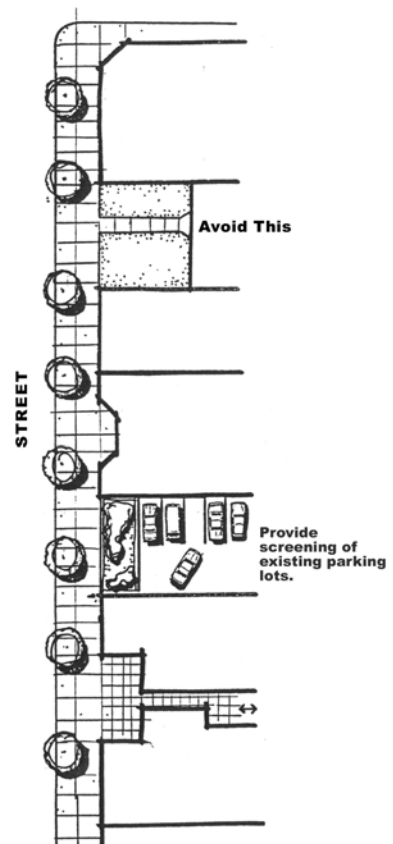 Avoid This
STREET
Provide
screening of
existing parking
lots.